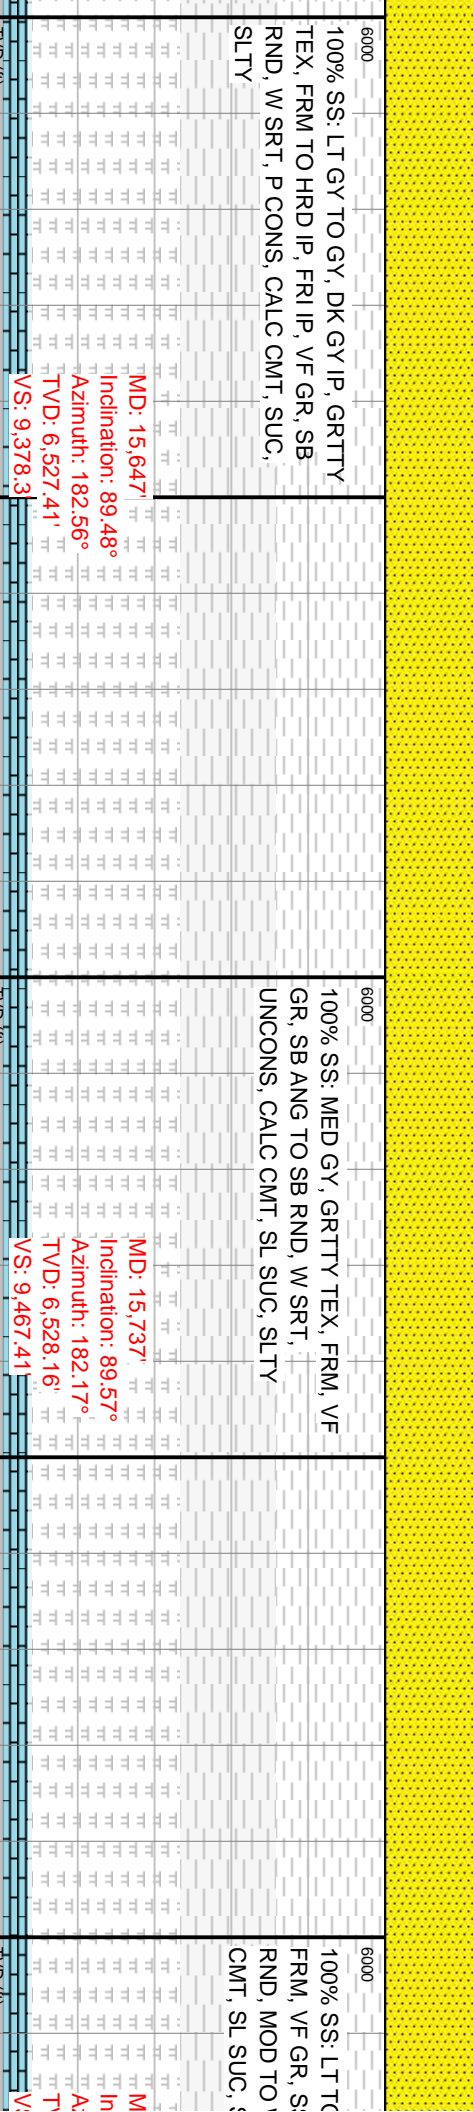 6000
100% SS: LT GY TO GY, DK GY IP, GRTTY
TEX, FRM TO HRD IP, FRI IP, VF GR, SB
RND, W SRT, P CONS, CALC CMT, SUC,
SLTY
MD: 15,647'
Inclination: 89.48°
Azimuth: 182.56°
TVD: 6,527.41'
VS: 9,378.3
6000
100% SS: MED GY, GRTTY TEX, FRM, VF
GR, SB ANG TO SB RND, W SRT,
UNCONS, CALC CMT, SL SUC, SLTY
MD: 15,737'
Inclination: 89.57°
Azimuth: 182.17°
TVD: 6,528.16'
VS: 9,467.41'
6000
100% SS: LT TO
FRM, VF GR,
RND, MOD TO
CMT, SL SUC,